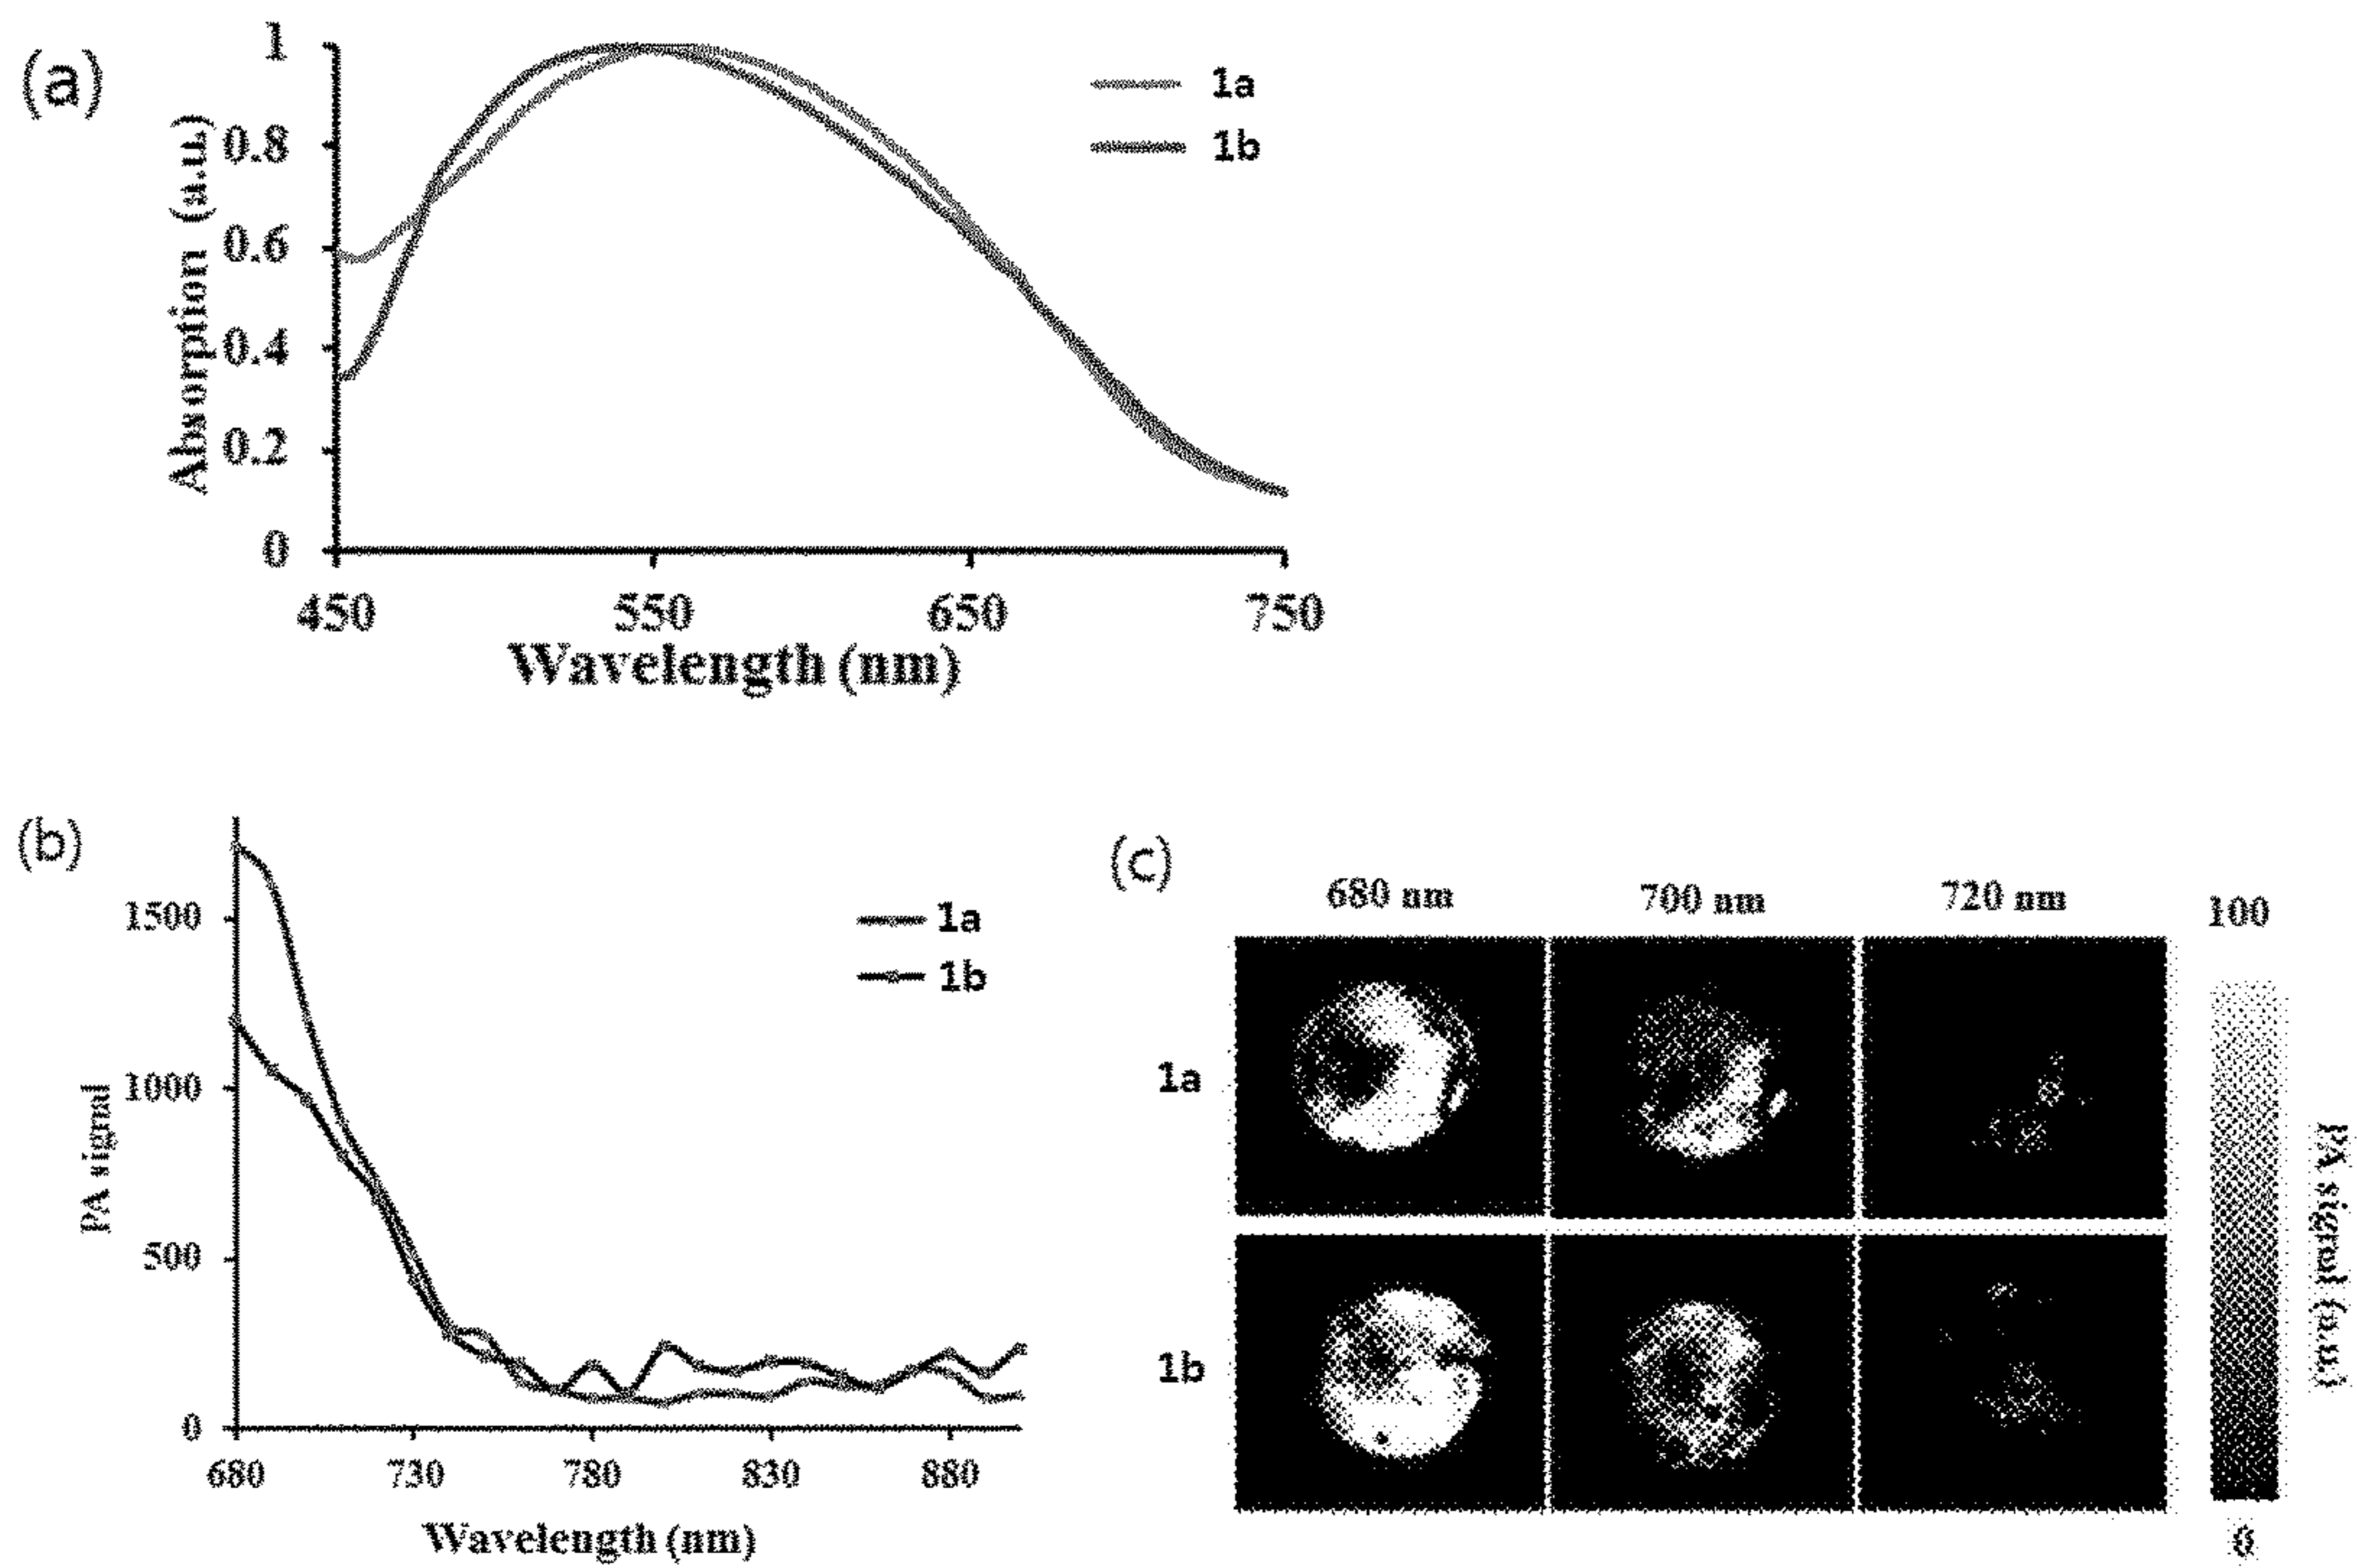 (a)
1
0.8
0.6
0.4
0.2
0
Absorption (a.u.)
450 550 650 750
Wavelength (nm)
1a
1b
(b)
1500
1000
500
0
PA signal
680 730 780 830 880
Wavelength (nm)
1a
1b
(c)
680 nm 700 nm 720 nm
1a
1b
100
0
PA signal (a.u.)